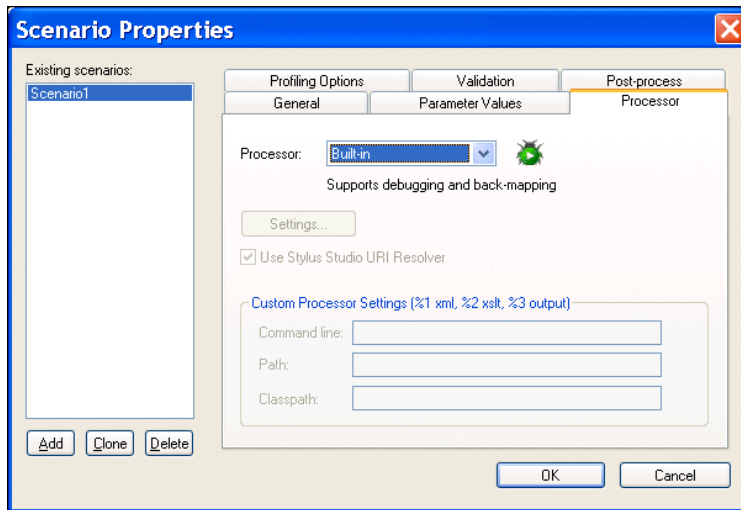 Scenario Properties
Existing scenarios:
Scenario1
Add Clone Delete
Profiling Options Validation Post-process
General Parameter Values Processor
Processor: Built-in
Supports debugging and back-mapping
Settings...
Use Stylus Studio URI Resolver
Custom Processor Settings (%1 xml, %2 xslt, %3 output)
Command line:
Path:
Classpath:
OK Cancel